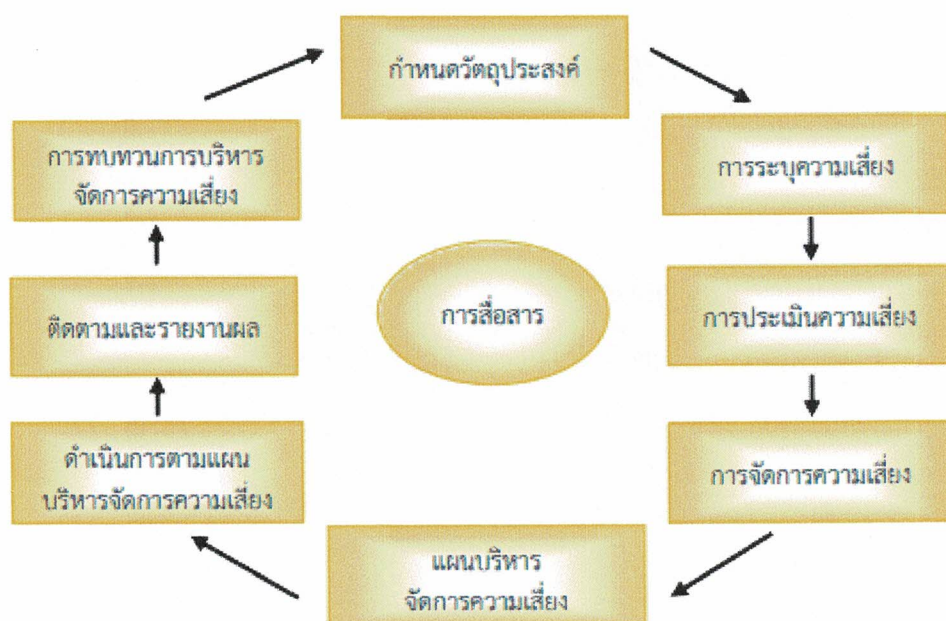 กำหนดวัตถุประสงค์
การระบุความเสี่ยง
การประเมินความเสี่ยง
การจัดการความเสี่ยง
แผนบริหาร
จัดการความเสี่ยง
ดำเนินการตามแผน
บริหารจัดการความเสี่ยง
ติดตามและรายงานผล
การทบทวนการบริหาร
จัดการความเสี่ยง
การสื่อสาร